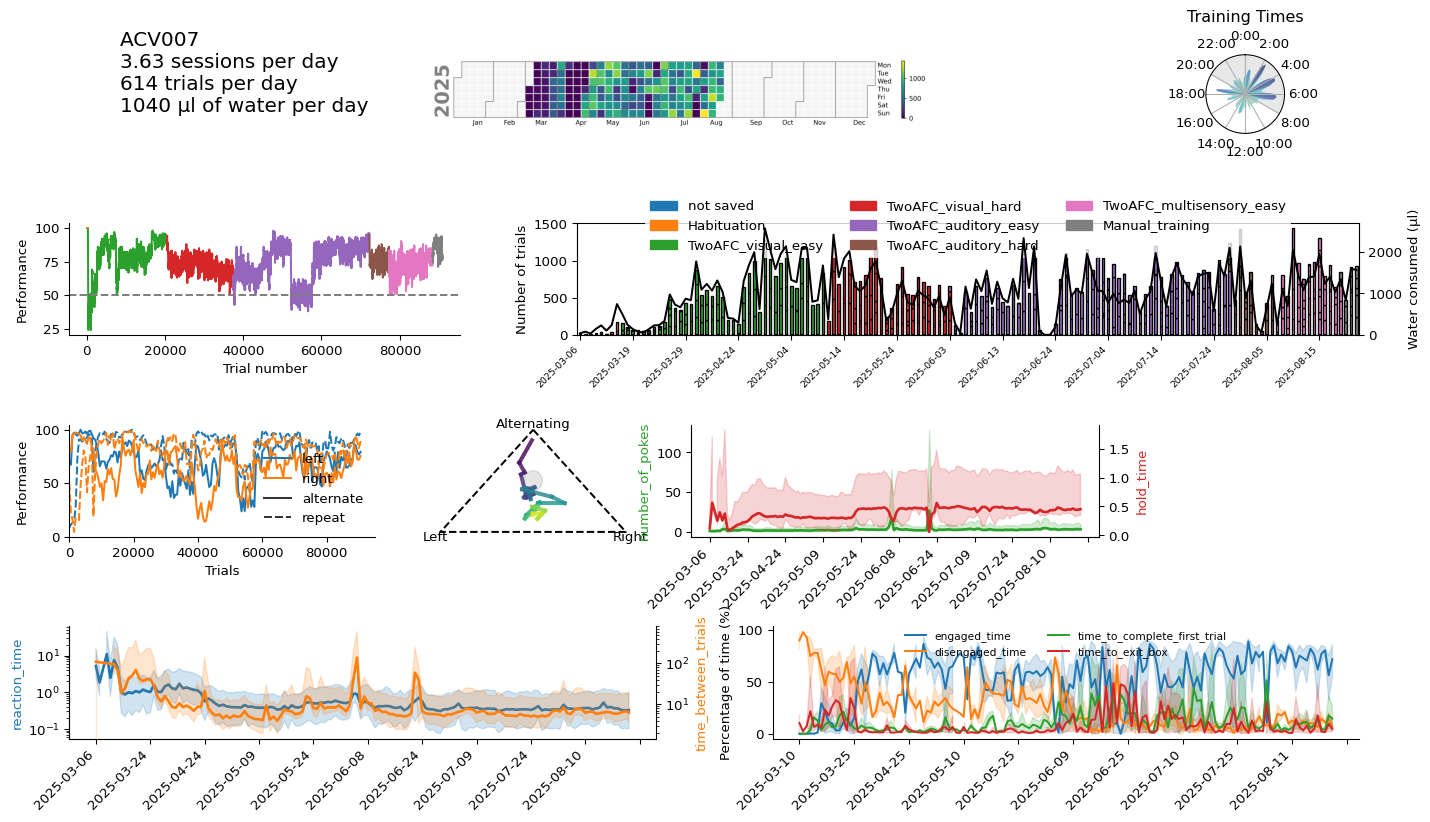 ACV007
3.63 sessions per day
614 trials per day
1040 µl of water per day
2025
Jan Feb Mar Apr May Jun Jul Aug Sep Oct Nov Dec
Mon
Tue
Wed
Thu
Fri
Sat
Sun
1000
500
0
Training Times
0:00
2:00
4:00
6:00
8:00
10:00
12:00
14:00
16:00
18:00
20:00
22:00
Performance
100
75
50
25
0 20000 40000 60000 80000
Trial number
not saved
Habituation
TwoAFC_visual_easy
TwoAFC_visual_hard
TwoAFC_auditory_easy
TwoAFC_auditory_hard
TwoAFC_multisensory_easy
Manual_training
Number of trials
1500
1000
500
0
2000
1000
0
Water consumed (µl)
2025-03-06 2025-03-19 2025-03-29 2025-04-24 2025-05-04 2025-05-14 2025-05-24 2025-06-03 2025-06-13 2025-06-24 2025-07-04 2025-07-14 2025-07-24 2025-08-05 2025-08-15
Performance
100
50
0
left
right
alternate
repeat
0 20000 40000 60000 80000
Trials
Alternating
Left
Right
number_of_pokes
100
50
0
1.5
1.0
0.5
0.0
hold_time
2025-03-06 2025-03-24 2025-04-24 2025-05-09 2025-05-24 2025-06-08 2025-06-24 2025-07-09 2025-07-24 2025-08-10
reaction_time
10¹
10⁰
10⁻¹
10²
10¹
time_between_trials
2025-03-06 2025-03-24 2025-04-24 2025-05-09 2025-05-24 2025-06-08 2025-06-24 2025-07-09 2025-07-24 2025-08-10
Percentage of time (%)
100
50
0
engaged_time
disengaged_time
time_to_complete_first_trial
time_to_exit_box
2025-03-10 2025-03-25 2025-04-25 2025-05-10 2025-05-25 2025-06-09 2025-06-25 2025-07-10 2025-07-25 2025-08-11